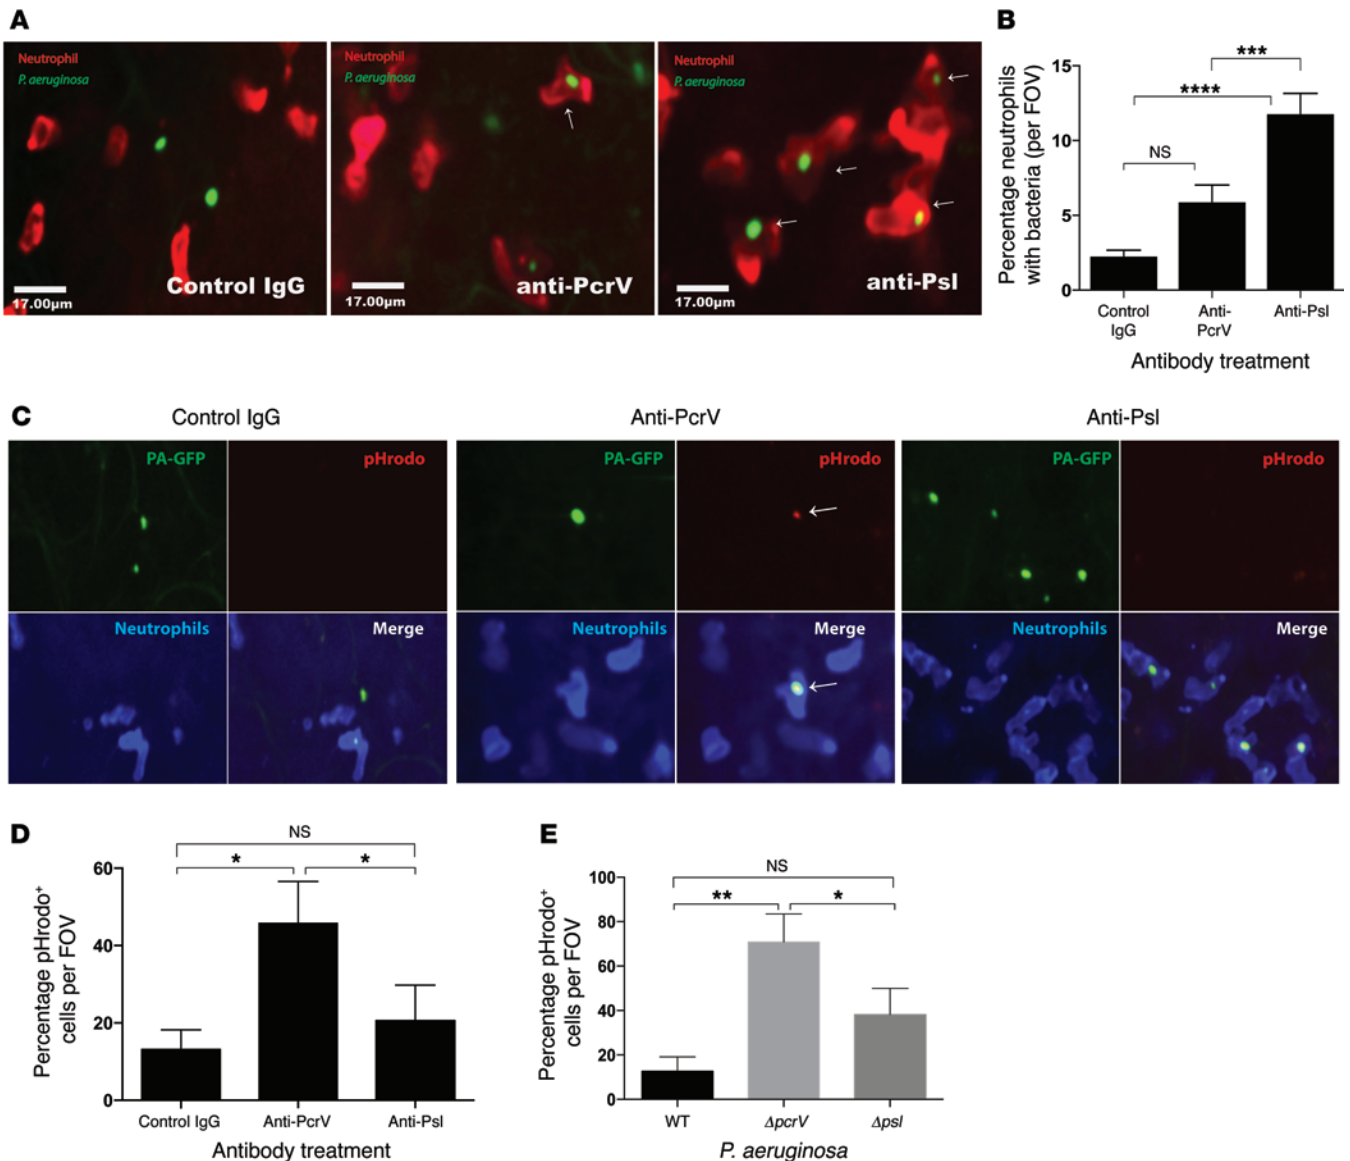 A
Neutrophil
P. aeruginosa
17.00µm
Control IgG
Neutrophil
P. aeruginosa
17.00µm
anti-PcrV
Neutrophil
P. aeruginosa
17.00µm
anti-Psl
B
Percentage neutrophils
with bacteria (per FOV)
15
10
5
0
***
****
NS
Control
IgG
Anti-
PcrV
Anti-Psl
Antibody treatment
C
Control IgG
PA-GFP
pHrodo
Neutrophils
Merge
Anti-PcrV
PA-GFP
pHrodo
Neutrophils
Merge
Anti-Psl
PA-GFP
pHrodo
Neutrophils
Merge
D
Percentage pHrodo⁺
cells per FOV
60
40
20
0
NS
*
*
Control IgG
Anti-PcrV
Anti-Psl
Antibody treatment
E
Percentage pHrodo⁺
cells per FOV
100
80
60
40
20
0
NS
**
*
WT
ΔpcrV
Δpsl
P. aeruginosa